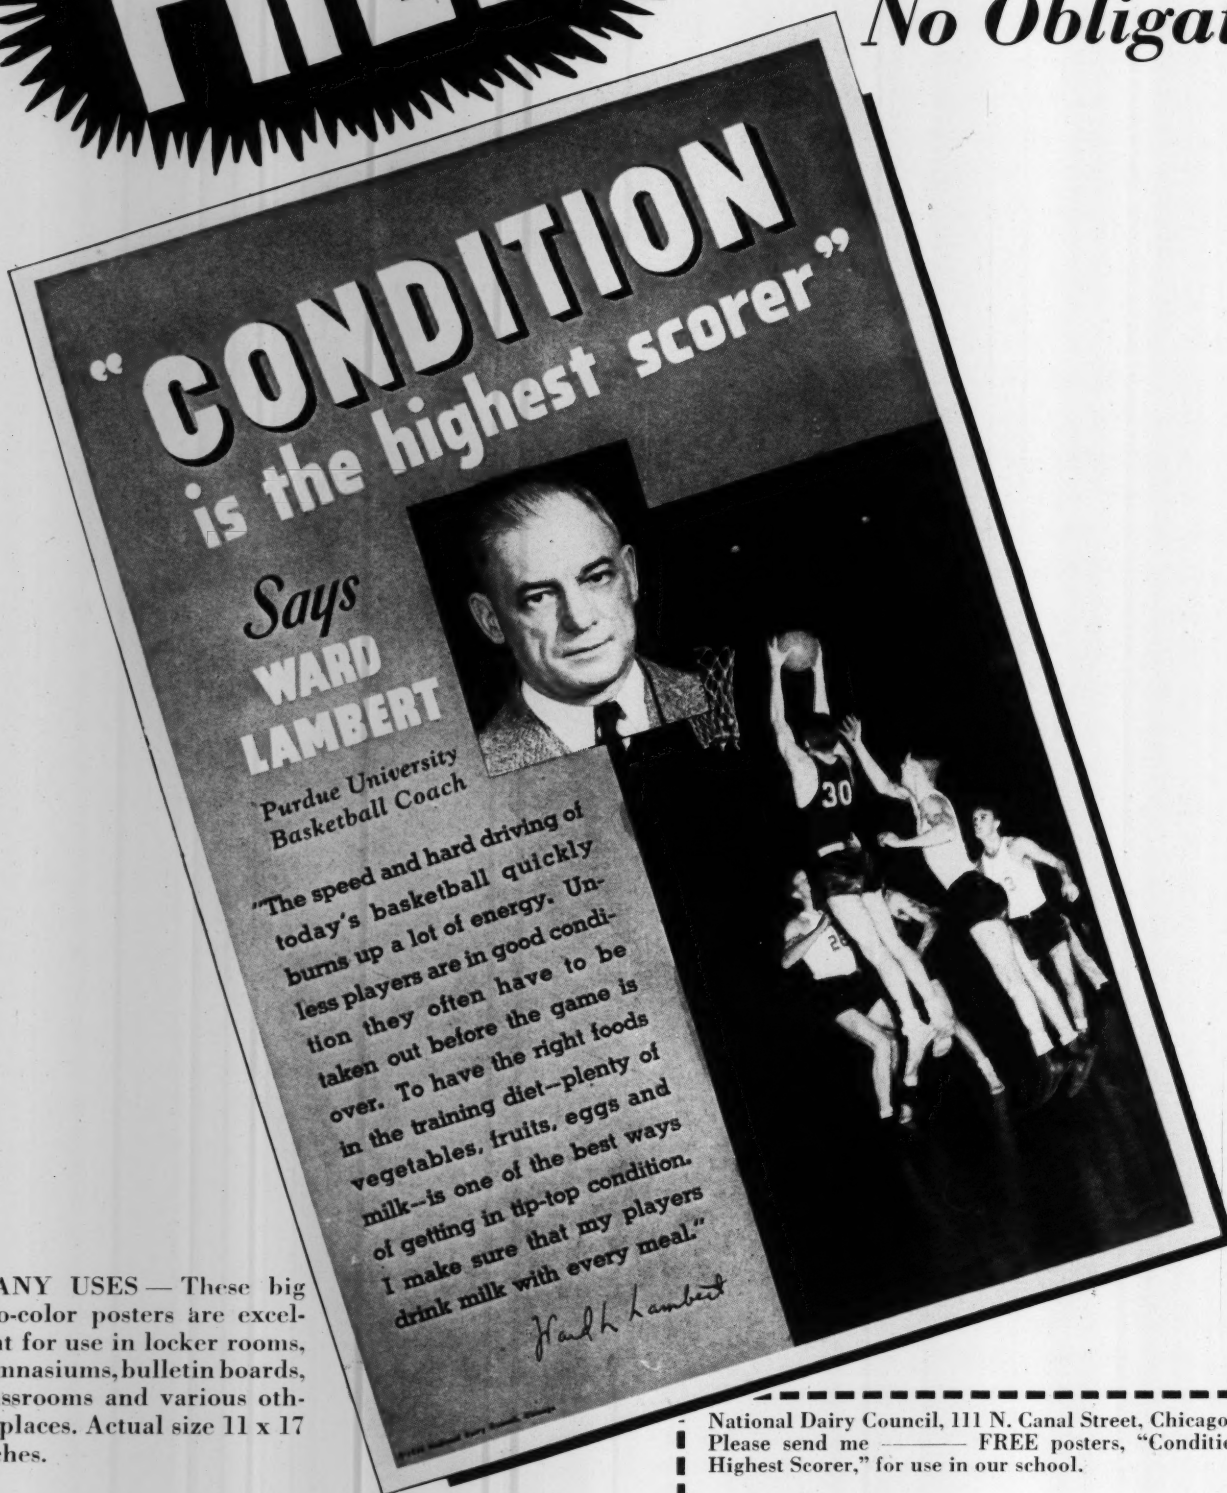 No Obligat
“CONDITION
is the highest scorer”
Says
WARD
LAMBERT
Purdue University
Basketball Coach
"The speed and hard driving of
today's basketball quickly
burns up a lot of energy. Un-
less players are in good condi-
tion they often have to be
taken out before the game is
over. To have the right foods
in the training diet--plenty of
vegetables, fruits, eggs and
milk--is one of the best ways
of getting in tip-top condition.
I make sure that my players
drink milk with every meal."
Ward L Lambert
30
3
ANY USES — These big
o-color posters are excel-
nt for use in locker rooms,
mnasiums, bulletin boards,
ssrooms and various oth-
places. Actual size 11 x 17
hes.
National Dairy Council, 111 N. Canal Street, Chicago
Please send me ——— FREE posters, “Conditio
Highest Scorer,” for use in our school.